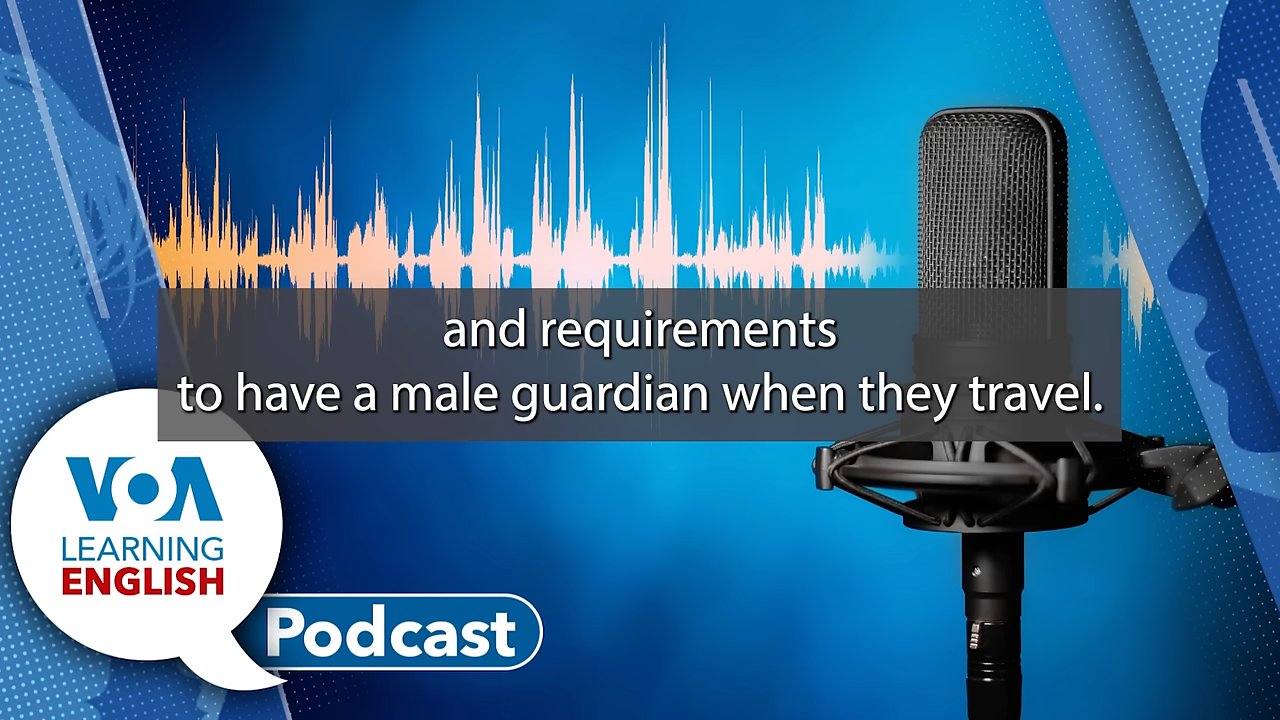 and requirements
to have a male guardian when they travel.
VOA
LEARNING
ENGLISH
Podcast